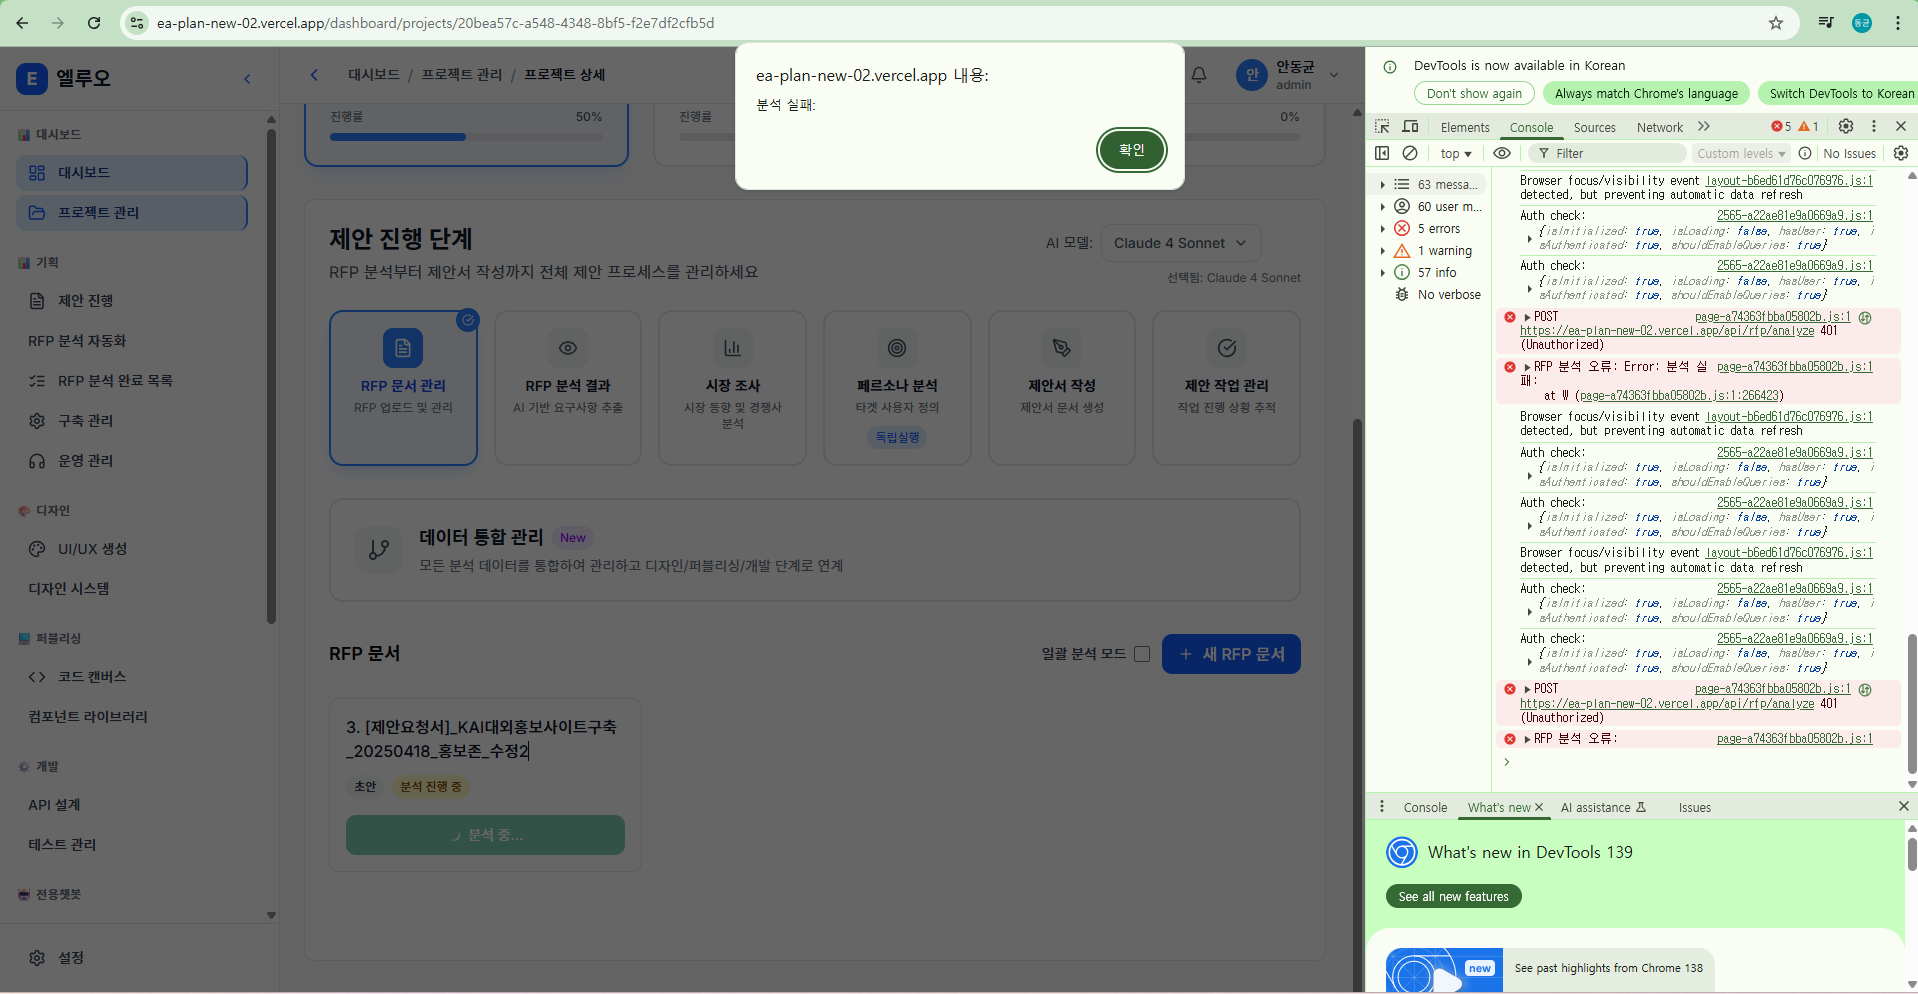 ea-plan-new-02.vercel.app/dashboard/projects/20bea57c-a548-4348-8bf5-f2e7df2cfb5d
동균
E 엘루오
대시보드
대시보드
프로젝트 관리
기획
제안 진행
RFP 분석 자동화
RFP 분석 완료 목록
구축 관리
운영 관리
디자인
UI/UX 생성
디자인 시스템
퍼블리싱
코드 캔버스
컴포넌트 라이브러리
개발
API 설계
테스트 관리
전용챗봇
설정
대시보드 / 프로젝트 관리 / 프로젝트 상세
안 안동균
admin
진행률 50%
진행률 0%
ea-plan-new-02.vercel.app 내용:
분석 실패:
확인
제안 진행 단계
RFP 분석부터 제안서 작성까지 전체 제안 프로세스를 관리하세요
AI 모델: Claude 4 Sonnet
선택됨: Claude 4 Sonnet
RFP 문서 관리
RFP 업로드 및 관리
RFP 분석 결과
AI 기반 요구사항 추출
시장 조사
시장 동향 및 경쟁사
분석
페르소나 분석
타겟 사용자 정의
독립실행
제안서 작성
제안서 문서 생성
제안 작업 관리
작업 진행 상황 추적
데이터 통합 관리 New
모든 분석 데이터를 통합하여 관리하고 디자인/퍼블리싱/개발 단계로 연계
RFP 문서
일괄 분석 모드
+ 새 RFP 문서
3. [제안요청서]_KAI대외홍보사이트구축
_20250418_홍보존_수정2
초안 분석 진행 중
분석 중...
DevTools is now available in Korean
Don't show again Always match Chrome's language Switch DevTools to Korean
Elements Console Sources Network 5 1
top Filter Custom levels No Issues
63 messa...
60 user m...
5 errors
1 warning
57 info
No verbose
Browser focus/visibility event layout-b6ed61d76c076976.js:1
detected, but preventing automatic data refresh
Auth check: 2565-a22ae81e9a0669a9.js:1
{isInitialized: true, isLoading: false, hasUser: true, i
sAuthenticated: true, shouldEnableQueries: true}
Auth check: 2565-a22ae81e9a0669a9.js:1
{isInitialized: true, isLoading: false, hasUser: true, i
sAuthenticated: true, shouldEnableQueries: true}
POST page-a74363fbba05802b.js:1
https://ea-plan-new-02.vercel.app/api/rfp/analyze 401
(Unauthorized)
RFP 분석 오류: Error: 분석 실 page-a74363fbba05802b.js:1
패:
at W (page-a74363fbba05802b.js:1:266423)
Browser focus/visibility event layout-b6ed61d76c076976.js:1
detected, but preventing automatic data refresh
Auth check: 2565-a22ae81e9a0669a9.js:1
{isInitialized: true, isLoading: false, hasUser: true, i
sAuthenticated: true, shouldEnableQueries: true}
Auth check: 2565-a22ae81e9a0669a9.js:1
{isInitialized: true, isLoading: false, hasUser: true, i
sAuthenticated: true, shouldEnableQueries: true}
Browser focus/visibility event layout-b6ed61d76c076976.js:1
detected, but preventing automatic data refresh
Auth check: 2565-a22ae81e9a0669a9.js:1
{isInitialized: true, isLoading: false, hasUser: true, i
sAuthenticated: true, shouldEnableQueries: true}
Auth check: 2565-a22ae81e9a0669a9.js:1
{isInitialized: true, isLoading: false, hasUser: true, i
sAuthenticated: true, shouldEnableQueries: true}
POST page-a74363fbba05802b.js:1
https://ea-plan-new-02.vercel.app/api/rfp/analyze 401
(Unauthorized)
RFP 분석 오류: page-a74363fbba05802b.js:1
Console What's new AI assistance Issues
What's new in DevTools 139
See all new features
new
See past highlights from Chrome 138